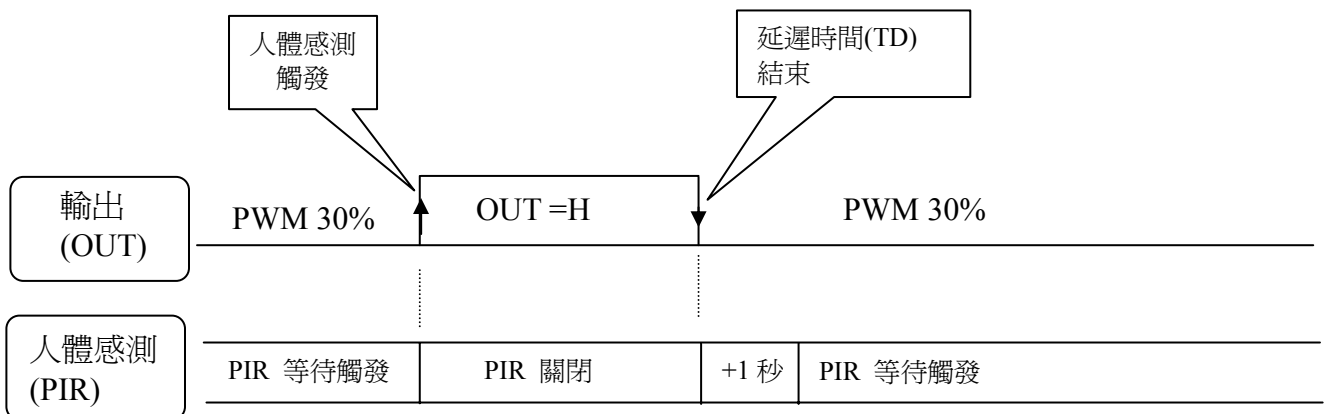 人體感測
觸發
延遲時間(TD)
結束
輸出
(OUT)
PWM 30%
OUT =H
PWM 30%
人體感測
(PIR)
PIR 等待觸發
PIR 關閉
+1 秒
PIR 等待觸發